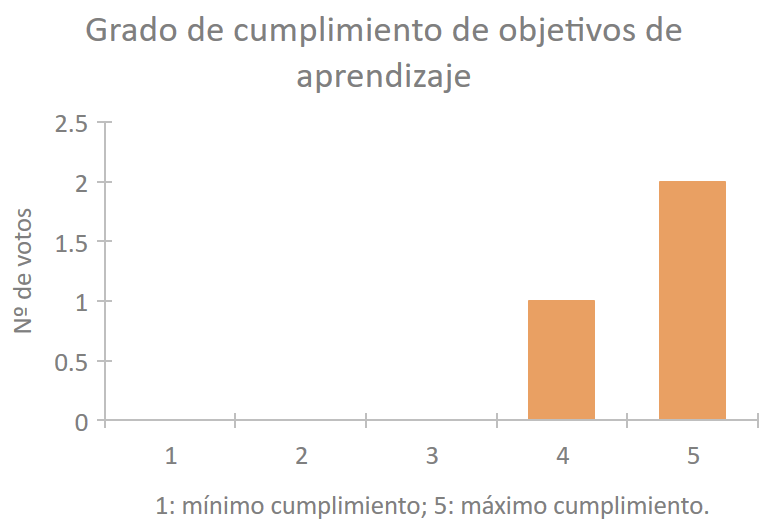 Grado de cumplimiento de objetivos de
aprendizaje
2.5
2
1.5
1
0.5
0
Nº de votos
1 2 3 4 5
1: mínimo cumplimiento; 5: máximo cumplimiento.